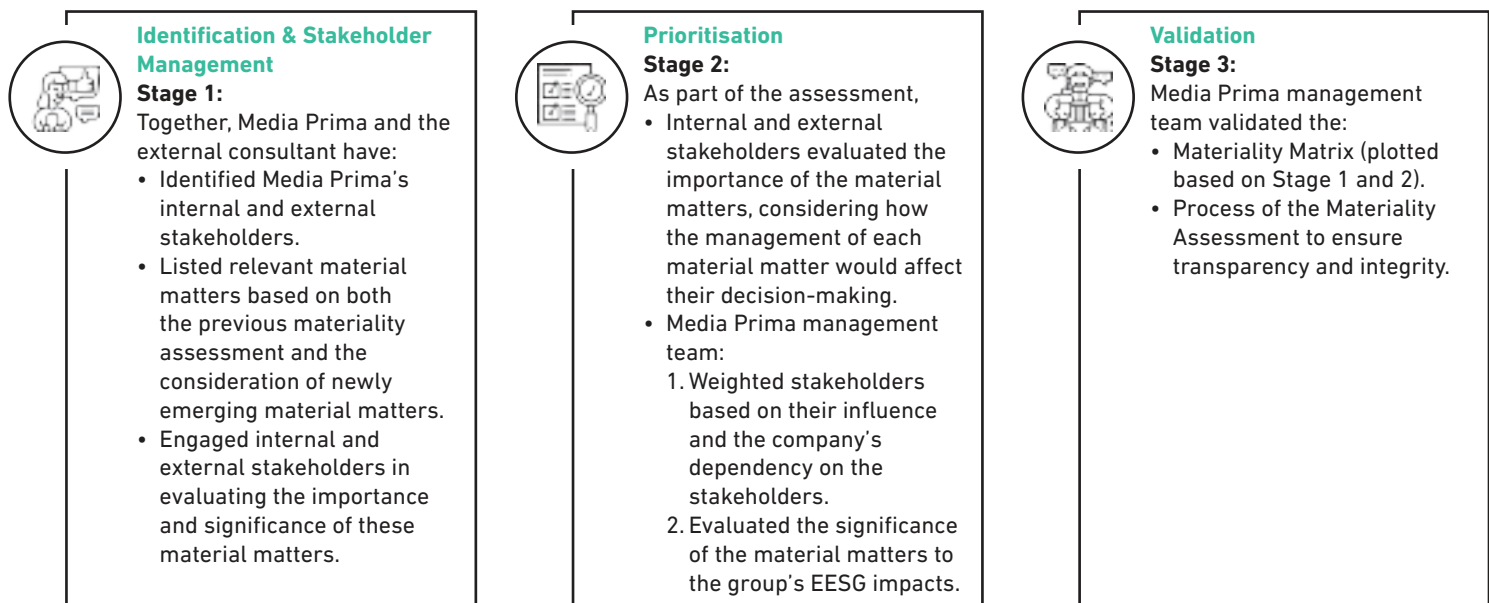 Identification & Stakeholder
Management
Stage 1:
Together, Media Prima and the
external consultant have:
• Identified Media Prima’s
internal and external
stakeholders.
• Listed relevant material
matters based on both
the previous materiality
assessment and the
consideration of newly
emerging material matters.
• Engaged internal and
external stakeholders in
evaluating the importance
and significance of these
material matters.
Prioritisation
Stage 2:
As part of the assessment,
• Internal and external
stakeholders evaluated the
importance of the material
matters, considering how
the management of each
material matter would affect
their decision-making.
• Media Prima management
team:
1. Weighted stakeholders
based on their influence
and the company’s
dependency on the
stakeholders.
2. Evaluated the significance
of the material matters to
the group’s EESG impacts.
Validation
Stage 3:
Media Prima management
team validated the:
• Materiality Matrix (plotted
based on Stage 1 and 2).
• Process of the Materiality
Assessment to ensure
transparency and integrity.